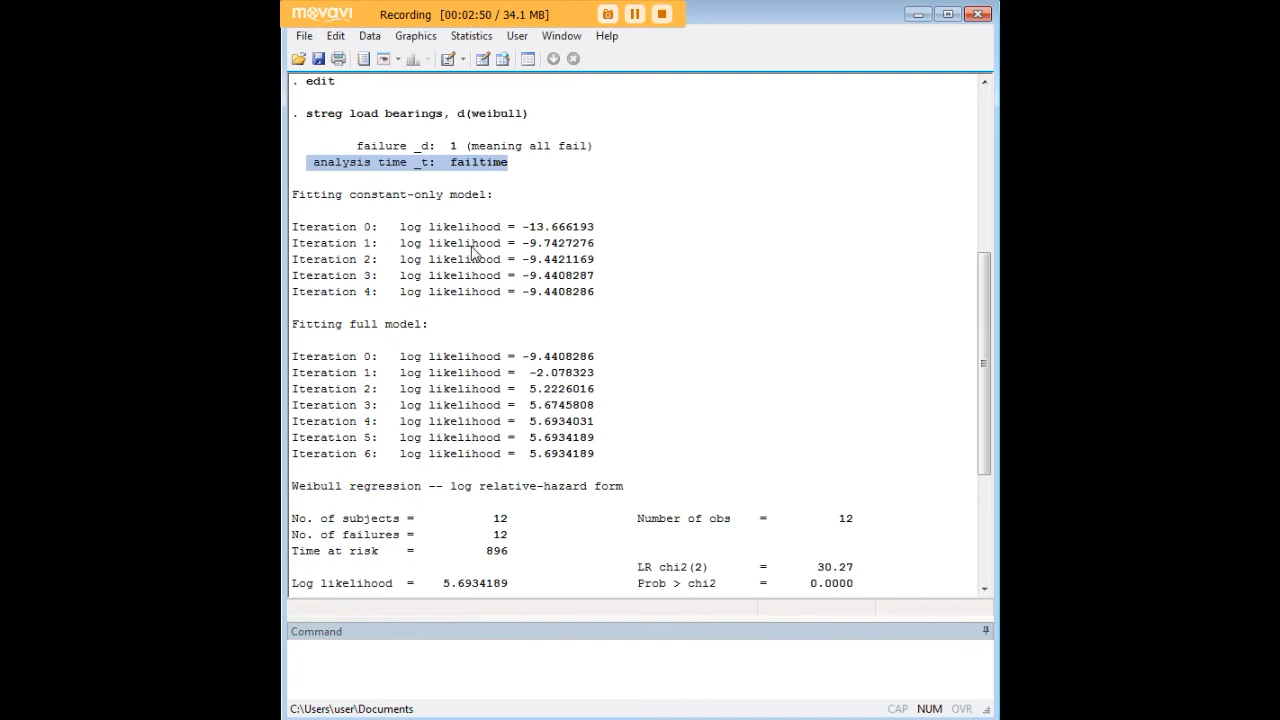 movavi Recording [00:02:50 / 34.1 MB]
File Edit Data Graphics Statistics User Window Help
. edit
. streg load bearings, d(weibull)
failure _d: 1 (meaning all fail)
analysis time _t: failtime
Fitting constant-only model:
Iteration 0: log likelihood = -13.666193
Iteration 1: log likelihood = -9.7427276
Iteration 2: log likelihood = -9.4421169
Iteration 3: log likelihood = -9.4408287
Iteration 4: log likelihood = -9.4408286
Fitting full model:
Iteration 0: log likelihood = -9.4408286
Iteration 1: log likelihood = -2.078323
Iteration 2: log likelihood = 5.2226016
Iteration 3: log likelihood = 5.6745808
Iteration 4: log likelihood = 5.6934031
Iteration 5: log likelihood = 5.6934189
Iteration 6: log likelihood = 5.6934189
Weibull regression -- log relative-hazard form
No. of subjects = 12 Number of obs = 12
No. of failures = 12
Time at risk = 896
LR chi2(2) = 30.27
Log likelihood = 5.6934189 Prob > chi2 = 0.0000
Command
C:\Users\user\Documents CAP NUM OVR